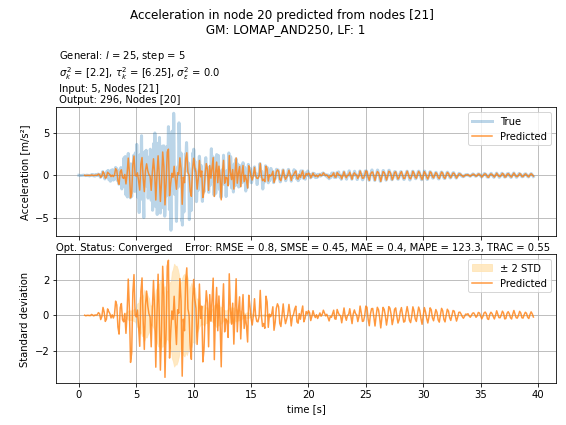 Acceleration in node 20 predicted from nodes [21]
GM: LOMAP_AND250, LF: 1
General: l = 25, step = 5
σ²ₖ = [2.2], τ²ₖ = [6.25], σ²ε = 0.0
Input: 5, Nodes [21]
Output: 296, Nodes [20]
Acceleration [m/s²]
5
0
−5
True
Predicted
Opt. Status: Converged Error: RMSE = 0.8, SMSE = 0.45, MAE = 0.4, MAPE = 123.3, TRAC = 0.55
Standard deviation
2
0
−2
± 2 STD
Predicted
0 5 10 15 20 25 30 35 40
time [s]